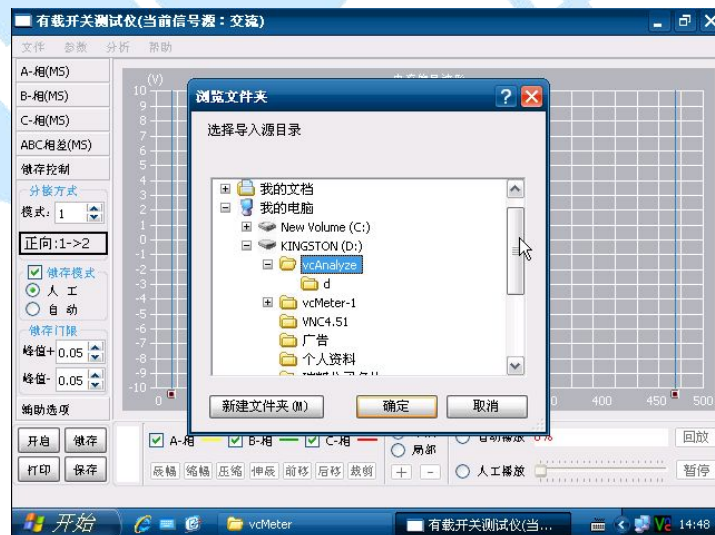 有载开关测试仪(当前信号源：交流)
文件 参数 分析 帮助
A-相(MS)
B-相(MS)
C-相(MS)
ABC相差(MS)
储存控制
分接方式
模式: 1
正向:1->2
储存模式
人 工
自 动
储存门限
峰值+ 0.05
峰值- 0.05
辅助选项
开启 储存
打印 保存
(V)
10
9
8
7
6
5
4
3
2
1
0
-1
-2
-3
-4
-5
-6
-7
-8
-9
-10
0
400 450 500
浏览文件夹
选择导入源目录
我的文档
我的电脑
New Volume (C:)
KINGSTON (D:)
vcAnalyze
d
vcMeter-1
VNC4.51
广告
个人资料
新建文件夹(M) 确定 取消
A-相 B-相 C-相
局部
自动播放 0% 回放
辰幅 缩幅 压缩 伸辰 前移 后移 裁剪
+ - 人工播放 暂停
开始 vcMeter 有载开关测试仪(当... 14:48